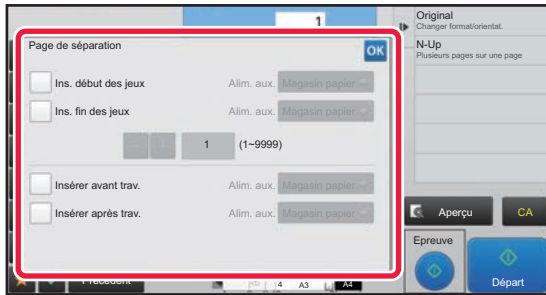 1
Page de séparation
OK
Ins. début des jeux Alim. aux. Magasin papier
Ins. fin des jeux Alim. aux. Magasin papier
1 (1~9999)
Insérer avant trav. Alim. aux. Magasin papier
Insérer après trav. Alim. aux. Magasin papier
Original
Changer format/orientat.
N-Up
Plusieurs pages sur une page
Aperçu CA
Epreuve
Départ
Précédent
4 A3 A4